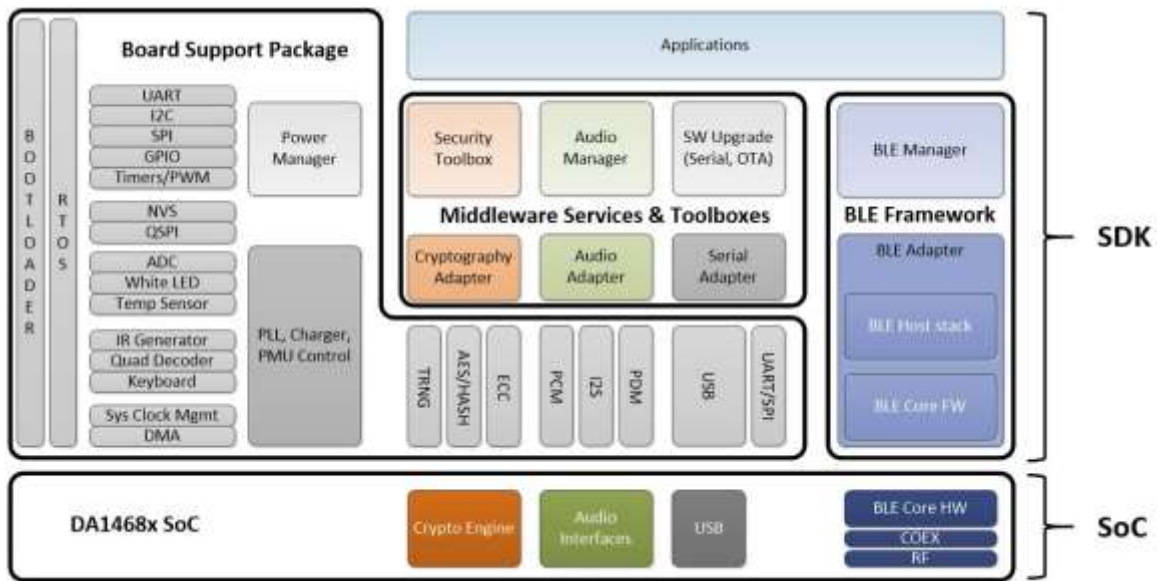 Board Support Package
BOOTLOADER
RTOS
UART
I2C
SPI
GPIO
Timers/PWM
NVS
QSPI
ADC
White LED
Temp Sensor
IR Generator
Quad Decoder
Keyboard
Sys Clock Mgmt
DMA
Power
Manager
PLL, Charger,
PMU Control
Applications
Security
Toolbox
Audio
Manager
SW Upgrade
(Serial, OTA)
Middleware Services & Toolboxes
Cryptography
Adapter
Audio
Adapter
Serial
Adapter
TRNG
AES/HASH
ECC
PCM
I2S
PDM
USB
UART/SPI
BLE Manager
BLE Framework
BLE Adapter
BLE Host stack
BLE Core FW
SDK
DA1468x SoC
Crypto Engine
Audio
Interfaces
USB
BLE Core HW
COEX
RF
SoC